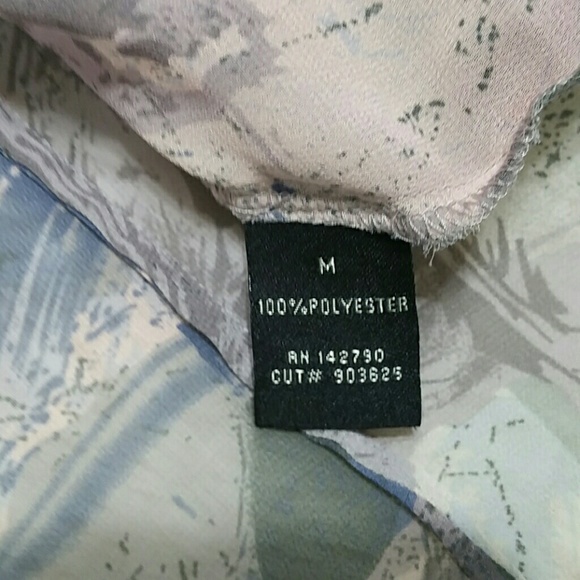 M
100%POLYESTER
RN 142790
CUT# 903625